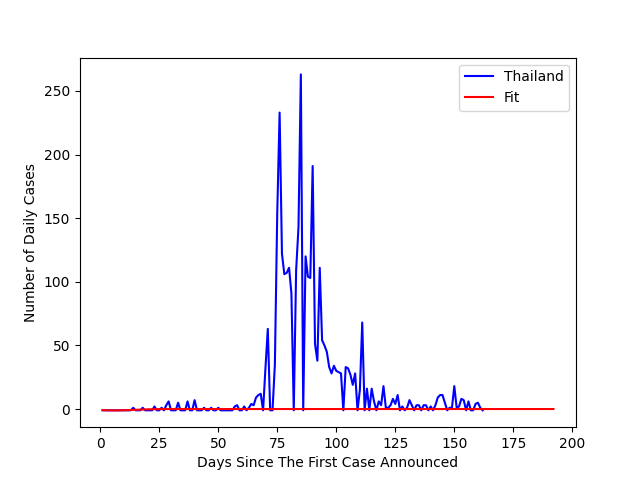 Thailand
Fit
250
200
150
100
50
0
Number of Daily Cases
0 25 50 75 100 125 150 175 200
Days Since The First Case Announced